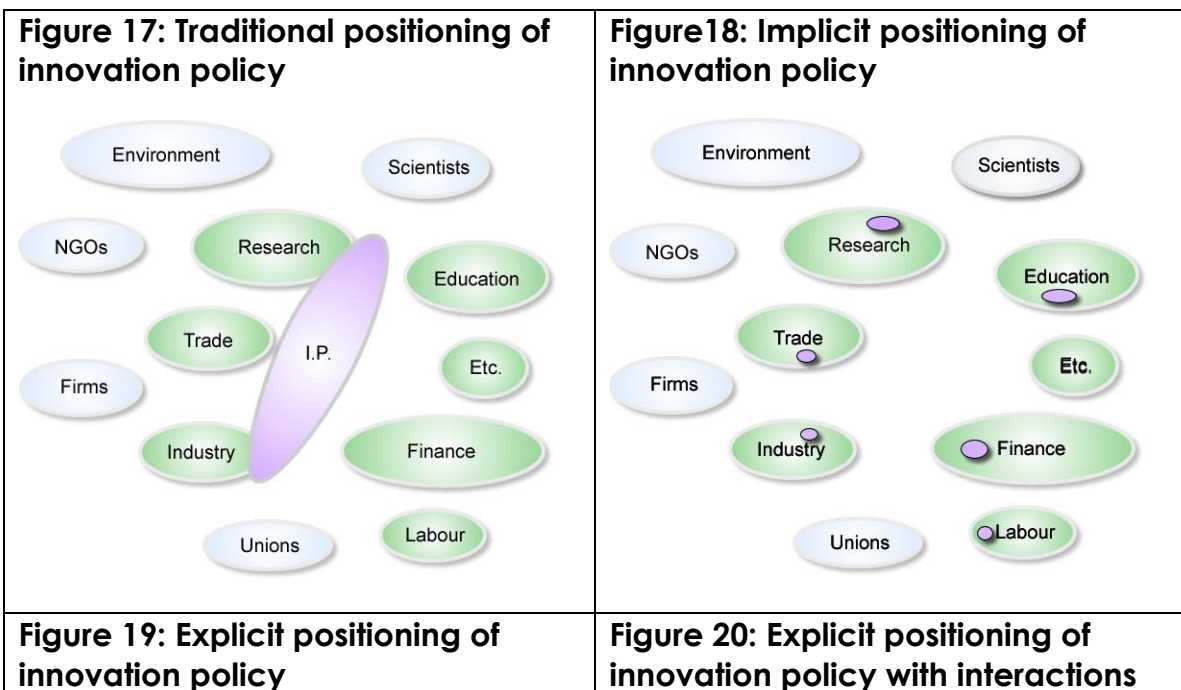 Figure 17: Traditional positioning of
innovation policy
Environment
Scientists
NGOs
Research
Education
Trade
I.P.
Etc.
Firms
Industry
Finance
Unions
Labour
Figure18: Implicit positioning of
innovation policy
Environment
Scientists
NGOs
Research
Education
Trade
Etc.
Firms
Industry
Finance
Unions
Labour
Figure 19: Explicit positioning of
innovation policy
Figure 20: Explicit positioning of
innovation policy with interactions